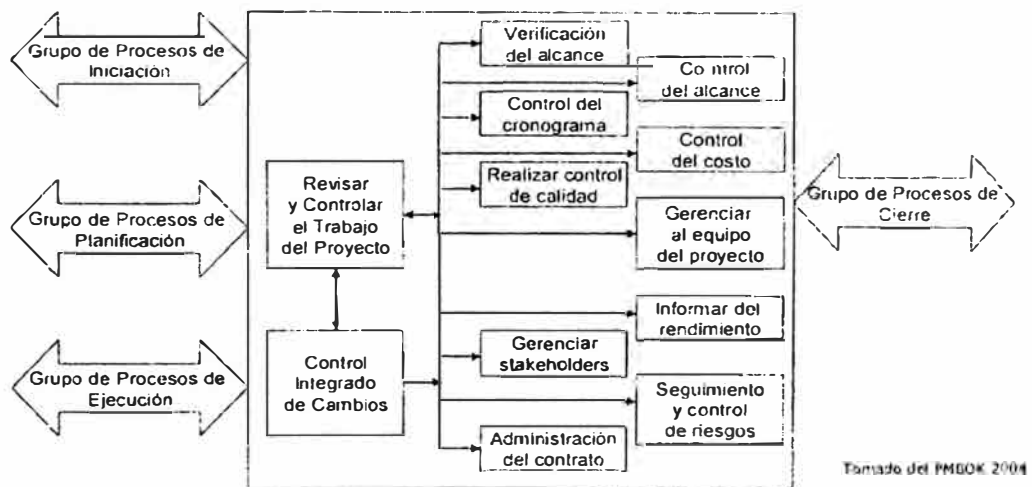 Grupo de Procesos de
Iniciación
Grupo de Procesos de
Planificación
Grupo de Procesos de
Ejecución
Revisar
y Controlar
el Trabajo
del Proyecto
Control
Integrado
de Cambios
Verificación
del alcance
Control
del alcance
Control del
cronograma
Control
del costo
Realizar control
de calidad
Gerenciar
al equipo
del proyecto
Informar del
rendimiento
Gerenciar
stakeholders
Seguimiento
y control
de riesgos
Administración
del contrato
Grupo de Procesos de
Cierre
Tomado del PMBOK 2004